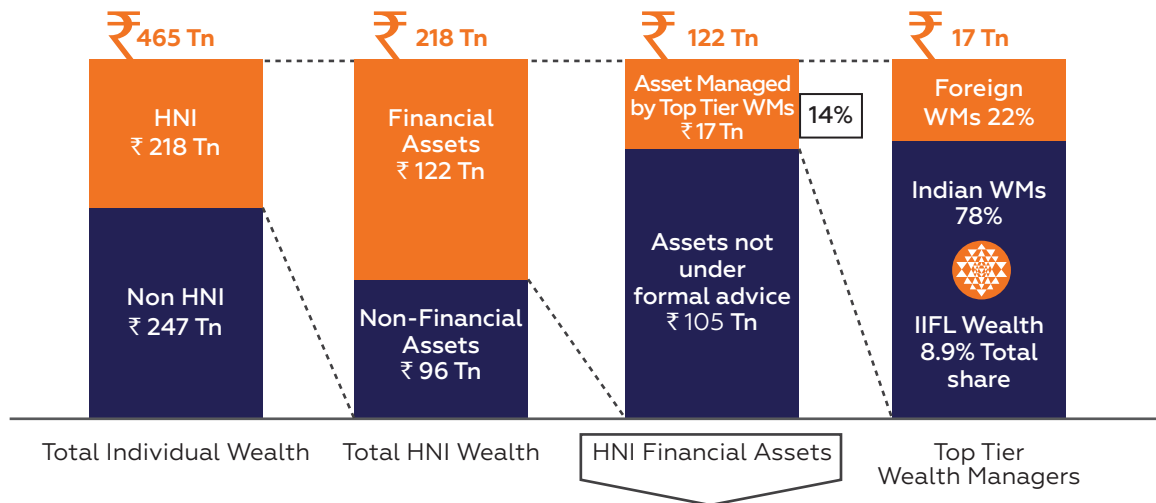 ₹ 465 Tn
HNI
₹ 218 Tn
Non HNI
₹ 247 Tn
Total Individual Wealth
₹ 218 Tn
Financial
Assets
₹ 122 Tn
Non-Financial
Assets
₹ 96 Tn
Total HNI Wealth
₹ 122 Tn
Asset Managed
by Top Tier WMs
₹ 17 Tn
14%
Assets not
under
formal advice
₹ 105 Tn
HNI Financial Assets
₹ 17 Tn
Foreign
WMs 22%
Indian WMs
78%
IIFL Wealth
8.9% Total
share
Top Tier
Wealth Managers